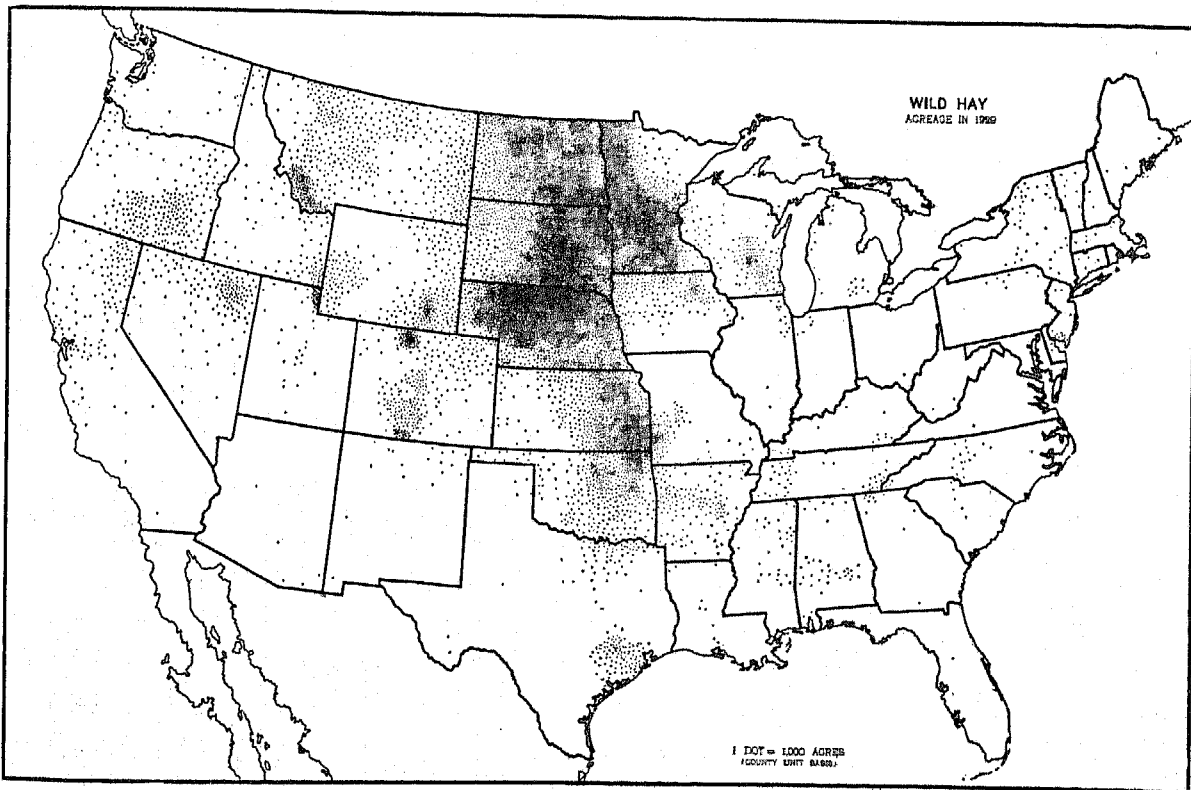 WILD HAY
ACREAGE IN 1929
1 DOT = 1,000 ACRES
(COUNTY UNIT BASIS)